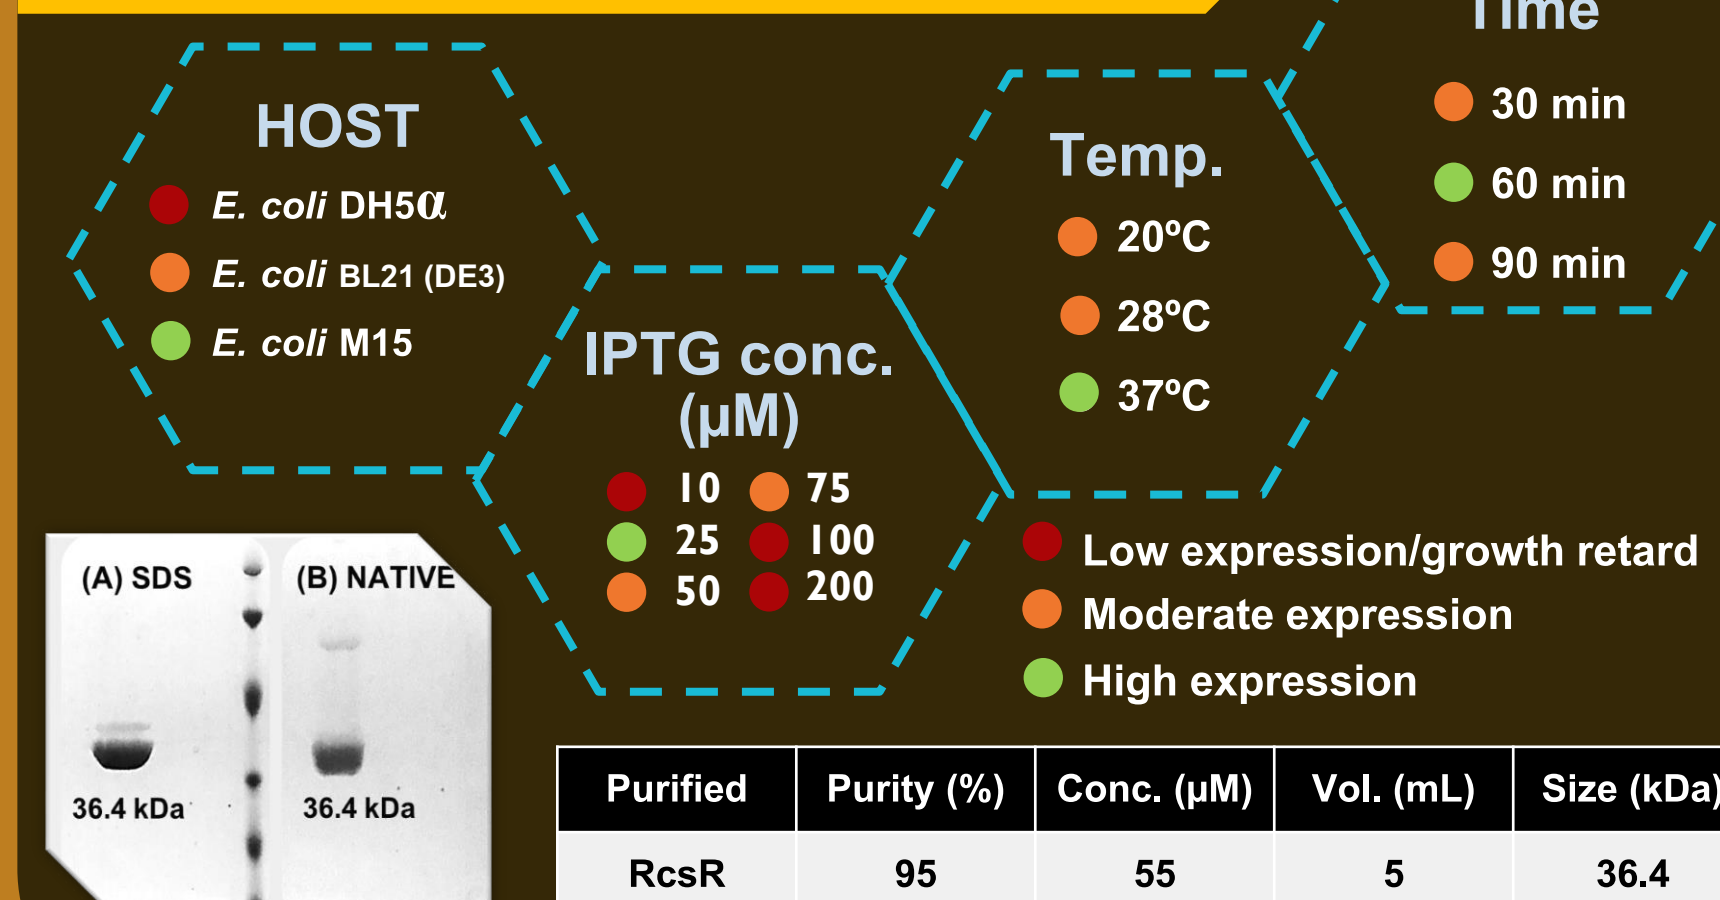 Time
30 min
60 min
90 min
HOST
E. coli DH5α
E. coli BL21 (DE3)
E. coli M15
Temp.
20ºC
28ºC
37ºC
IPTG conc.
(µM)
10 75
25 100
50 200
Low expression/growth retard
Moderate expression
High expression
(A) SDS
(B) NATIVE
36.4 kDa
36.4 kDa
Purified Purity (%) Conc. (µM) Vol. (mL) Size (kDa)
RcsR 95 55 5 36.4